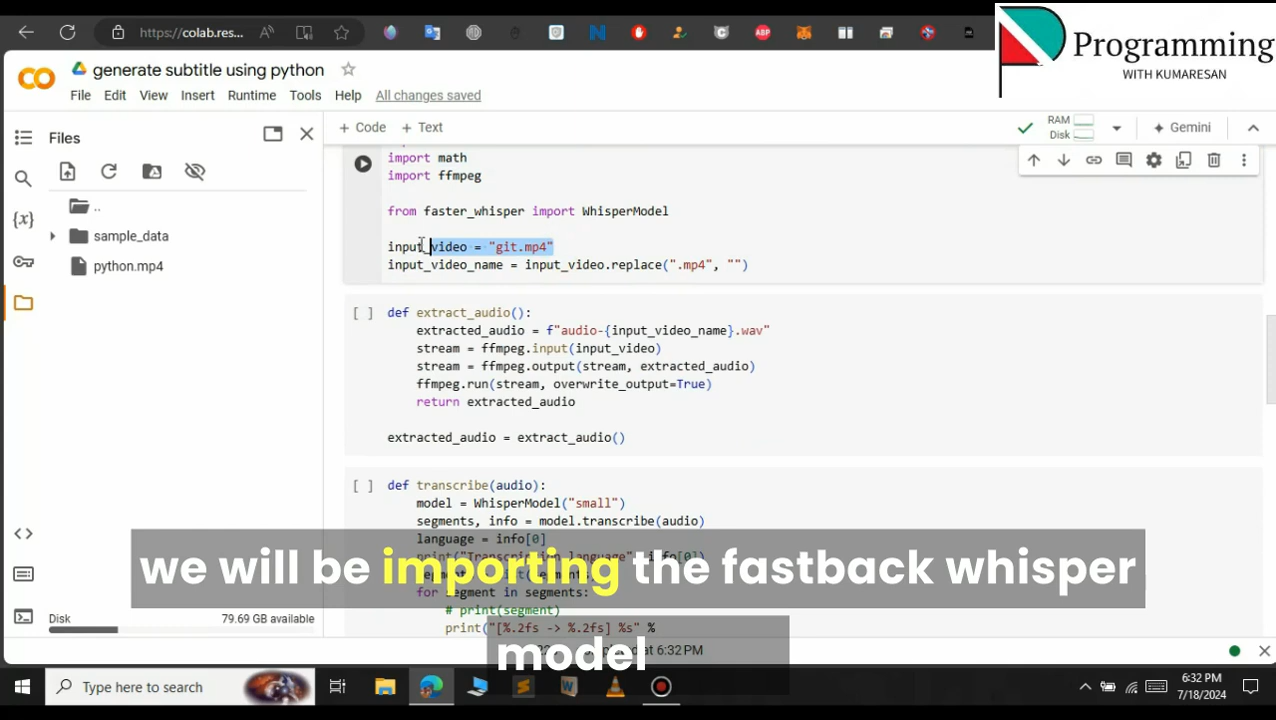 https://colab.res...
Programming
WITH KUMARESAN
generate subtitle using python
File Edit View Insert Runtime Tools Help All changes saved
Files
+ Code + Text
RAM
Disk
Gemini
..
sample_data
python.mp4
import math
import ffmpeg
from faster_whisper import WhisperModel
input_video = "git.mp4"
input_video_name = input_video.replace(".mp4", "")
[ ] def extract_audio():
extracted_audio = f"audio-{input_video_name}.wav"
stream = ffmpeg.input(input_video)
stream = ffmpeg.output(stream, extracted_audio)
ffmpeg.run(stream, overwrite_output=True)
return extracted_audio
extracted_audio = extract_audio()
[ ] def transcribe(audio):
model = WhisperModel("small")
segments, info = model.transcribe(audio)
language = info[0]
for segment in segments:
# print(segment)
print("[%.2fs -> %.2fs] %s" %
we will be importing the fastback whisper
model
Disk 79.69 GB available
at 6:32 PM
Type here to search
ABP
6:32 PM
7/18/2024